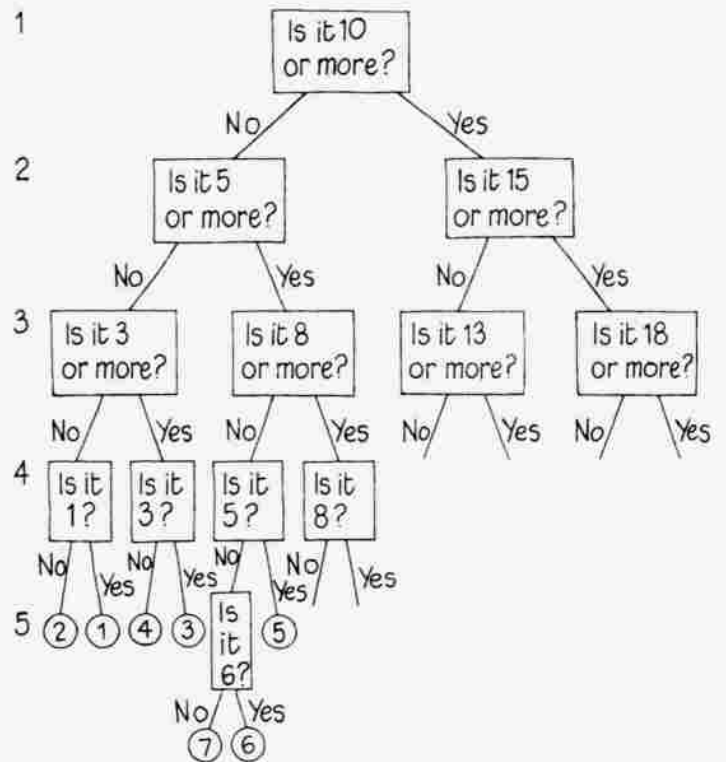 1
Is it 10
or more?
No Yes
2
Is it 5
or more?
Is it 15
or more?
No Yes No Yes
3
Is it 3
or more?
Is it 8
or more?
Is it 13
or more?
Is it 18
or more?
No Yes No Yes No Yes No Yes
4
Is it
1?
Is it
3?
Is it
5?
Is it
8?
No Yes No Yes No Yes No Yes
5
2 1 4 3
Is
it
6?
5
No Yes
7 6